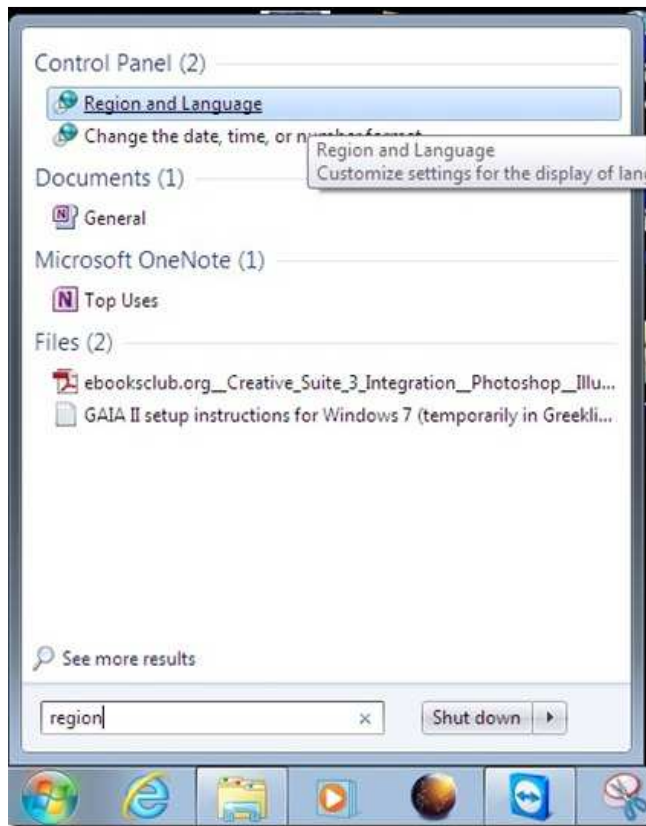 Control Panel (2)
Region and Language
Change the date, time, or number format
Region and Language
Customize settings for the display of lan
Documents (1)
General
Microsoft OneNote (1)
Top Uses
Files (2)
ebooksclub.org__Creative_Suite_3_Integration__Photoshop__Illu...
GAIA II setup instructions for Windows 7 (temporarily in Greekli...
See more results
region
Shut down